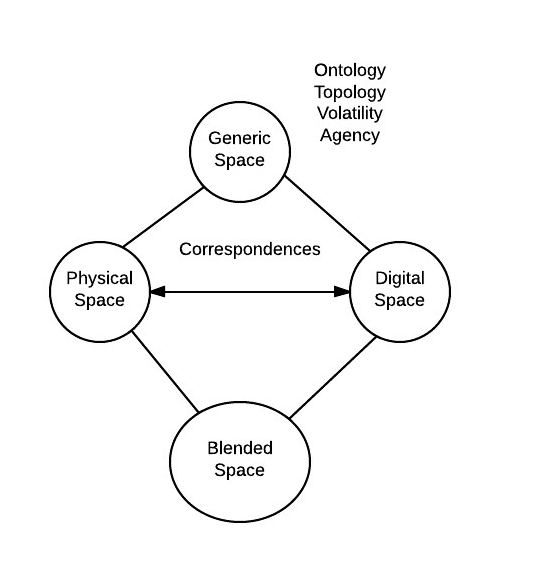 Ontology
Topology
Volatility
Agency
Generic
Space
Correspondences
Physical
Space
Digital
Space
Blended
Space